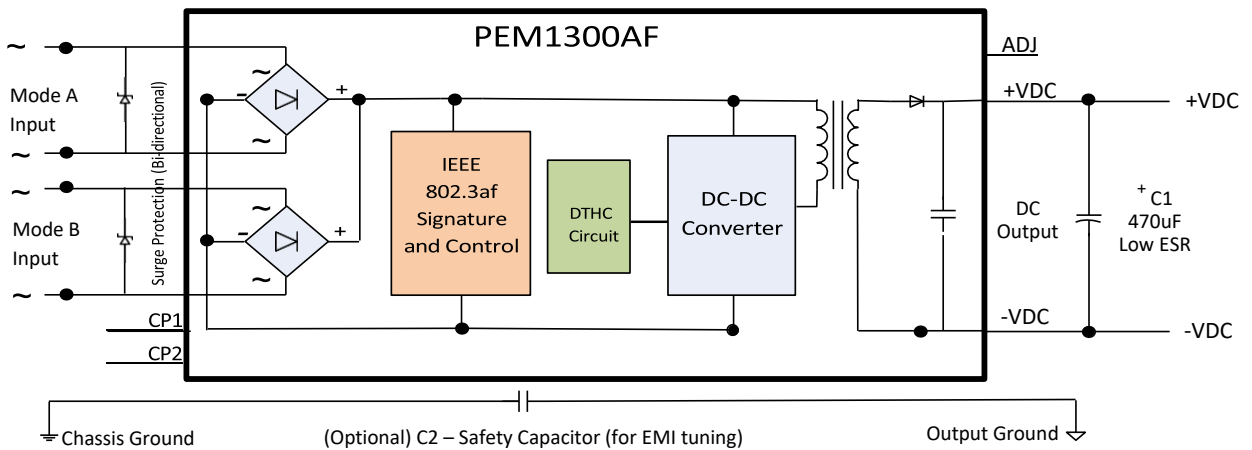 PEM1300AF
ADJ
~
Mode A
Input
~
Surge Protection (Bi-directional)
~
-
+
~
IEEE
802.3af
Signature
and Control
DTHC
Circuit
DC-DC
Converter
+VDC
+VDC
~
Mode B
Input
~
~
-
+
~
DC
Output
+
C1
470uF
Low ESR
CP1
CP2
-VDC
-VDC
Chassis Ground
(Optional) C2 – Safety Capacitor (for EMI tuning)
Output Ground